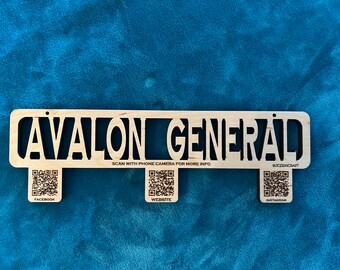 AVALON GENERAL
SCAN WITH PHONE CAMERA FOR MORE INFO
FACEBOOK
WEBSITE
INSTAGRAM